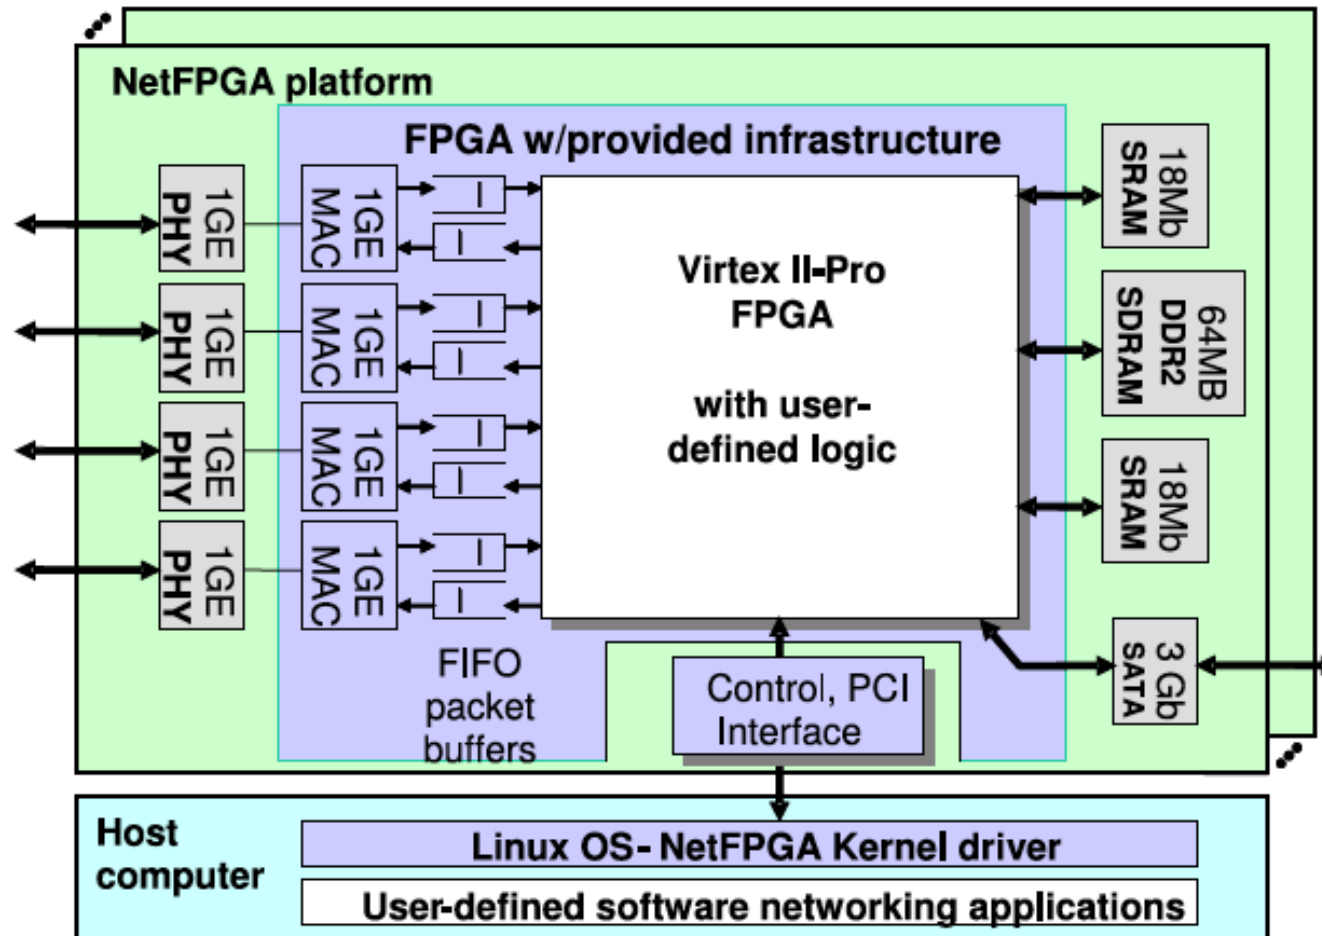 NetFPGA platform
FPGA w/provided infrastructure
1GE
PHY
1GE
MAC
1GE
PHY
1GE
MAC
1GE
PHY
1GE
MAC
1GE
PHY
1GE
MAC
FIFO
packet
buffers
Virtex II-Pro
FPGA
with user-
defined logic
18Mb
SRAM
64MB
DDR2
SDRAM
18Mb
SRAM
3 Gb
SATA
Control, PCI
Interface
Host
computer
Linux OS- NetFPGA Kernel driver
User-defined software networking applications